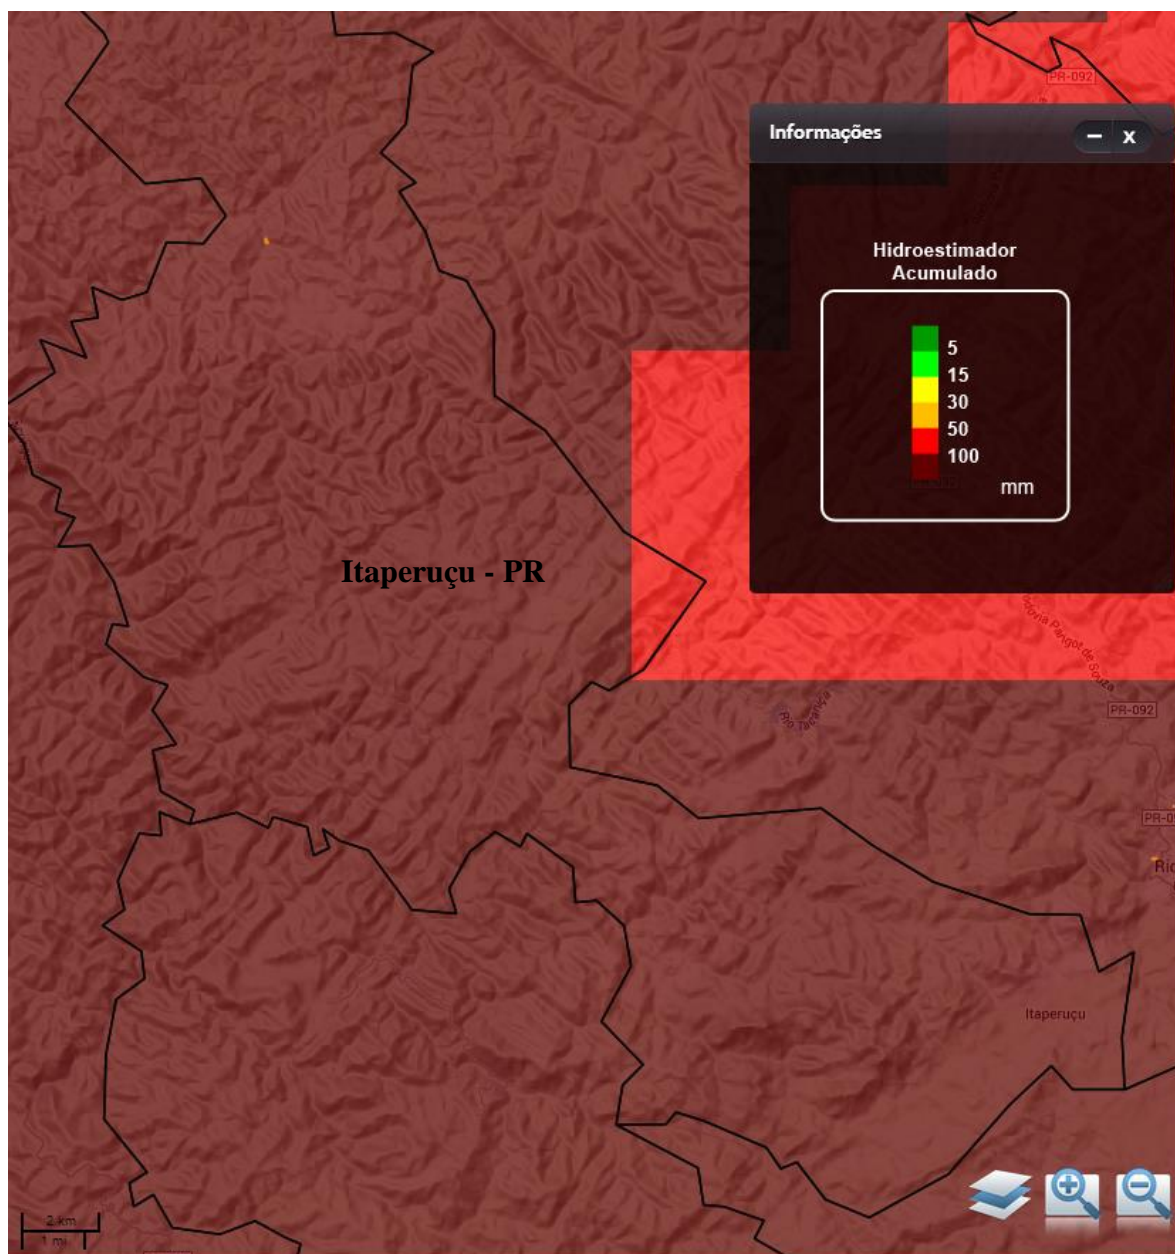 PR-092
Informações
Hidroestimador
Acumulado
5
15
30
50
100
mm
Itaperuçu - PR
Rodovia Pangot de Souza
PR-092
Rio Tacaniça
Itaperuçu
2 km
1 mi